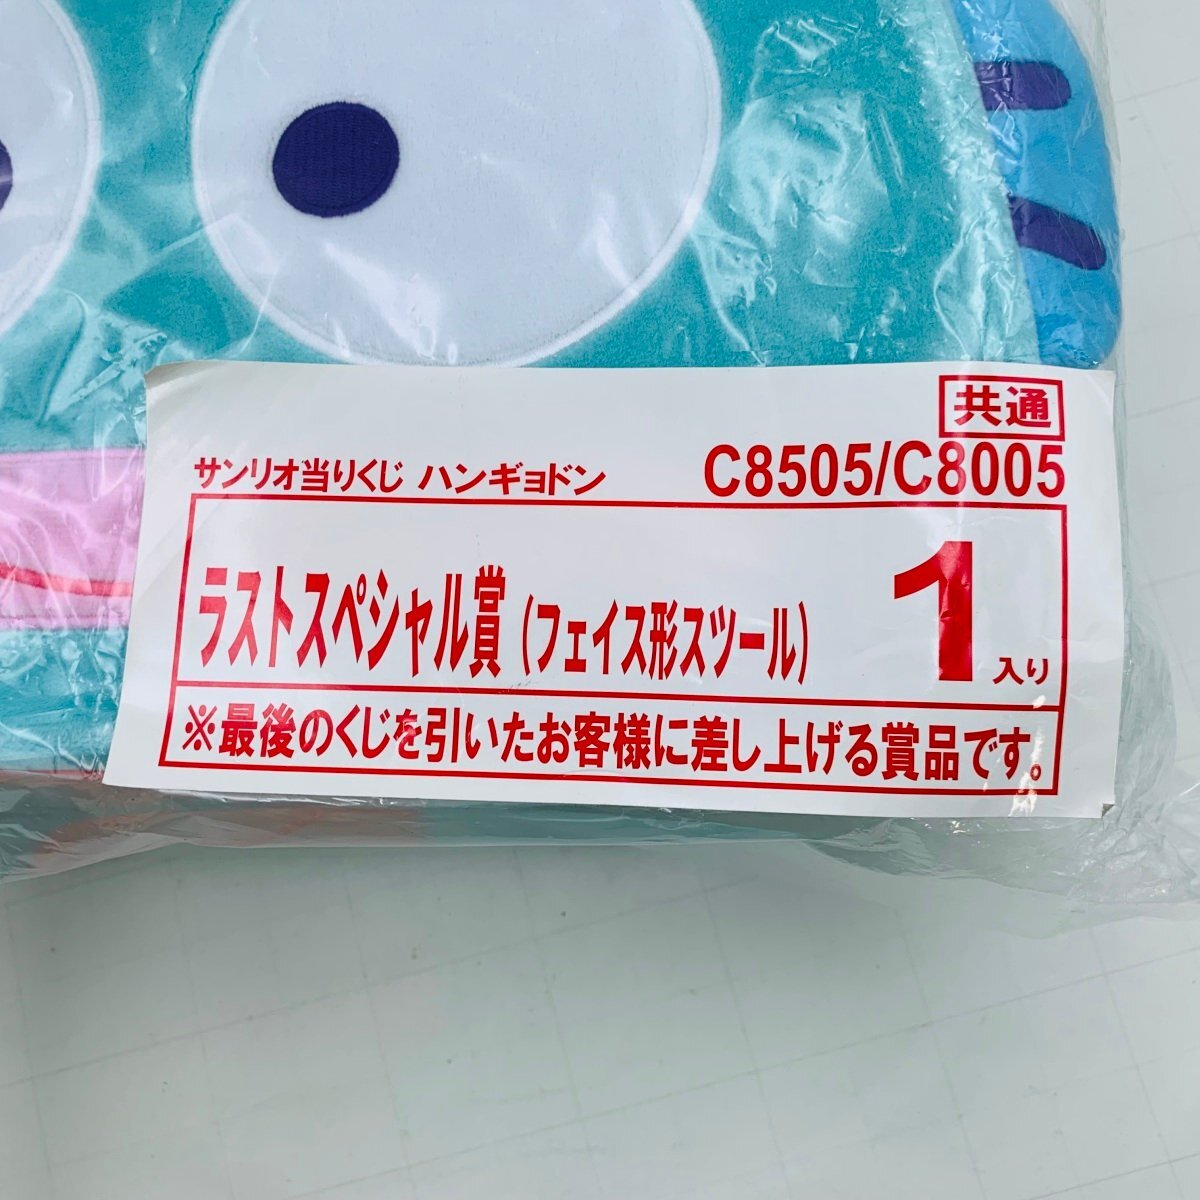 共通
サンリオ当りくじ ハンギョドン C8505/C8005
ラストスペシャル賞(フェイス形スツール) 1入り
※最後のくじを引いたお客様に差し上げる賞品です。